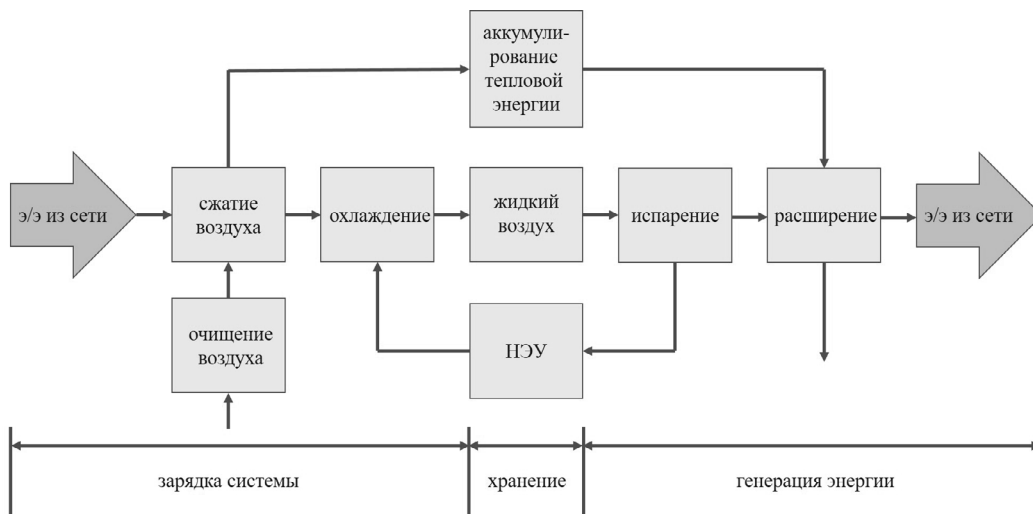 аккумули-
рование
тепловой
энергии
э/э из сети
сжатие
воздуха
охлаждение
жидкий
воздух
испарение
расширение
э/э из сети
очищение
воздуха
НЭУ
зарядка системы
хранение
генерация энергии